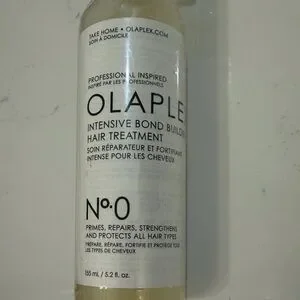 TAKE HOME • OLAPLEX.COM
SOIN À DOMICILE
PROFESSIONAL INSPIRED
INSPIRÉ PAR LES PROFESSIONNELS
OLAPLE
INTENSIVE BOND BUILDI
HAIR TREATMENT
SOIN RÉPARATEUR ET FORTIFIANT
INTENSE POUR LES CHEVEUX
Nº.0
PRIMES, REPAIRS, STRENGTHENS
AND PROTECTS ALL HAIR TYPES
PRÉPARE, RÉPARE, FORTIFIE ET PROTÈGE TOUS
LES TYPES DE CHEVEUX
155 mL / 5.2 fl. oz.